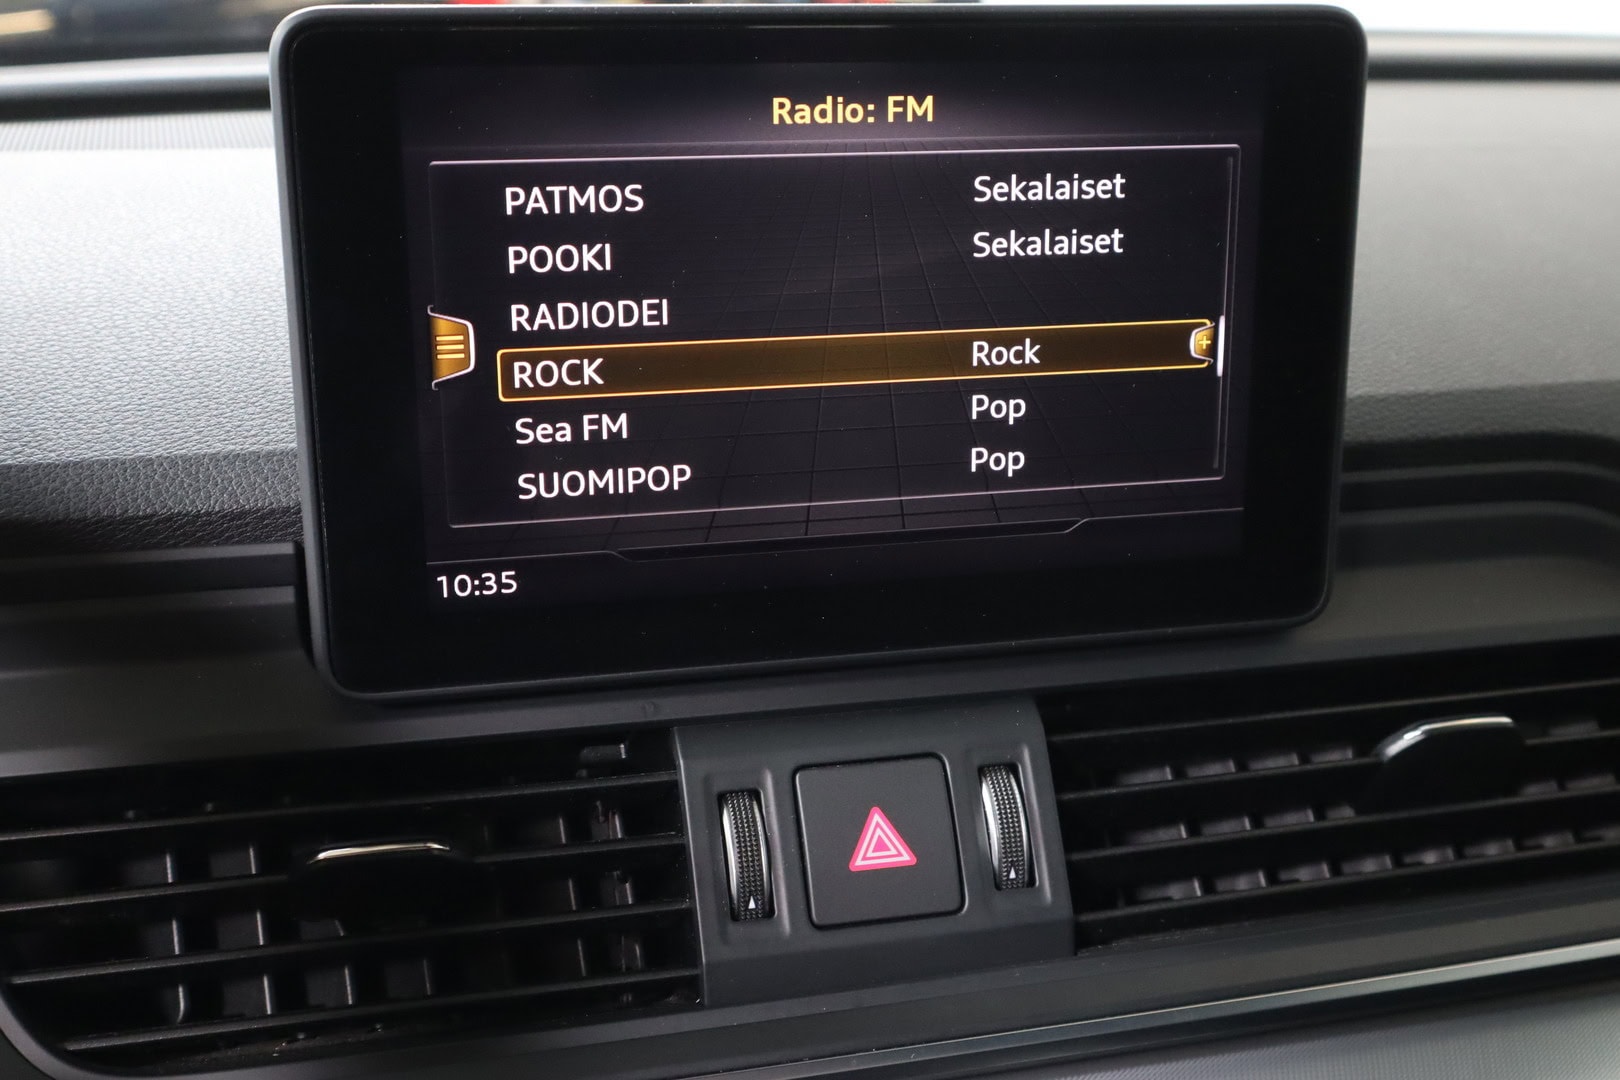 Radio: FM
PATMOS Sekalaiset
POOKI Sekalaiset
RADIODEI
ROCK Rock
Sea FM Pop
SUOMIPOP Pop
10:35